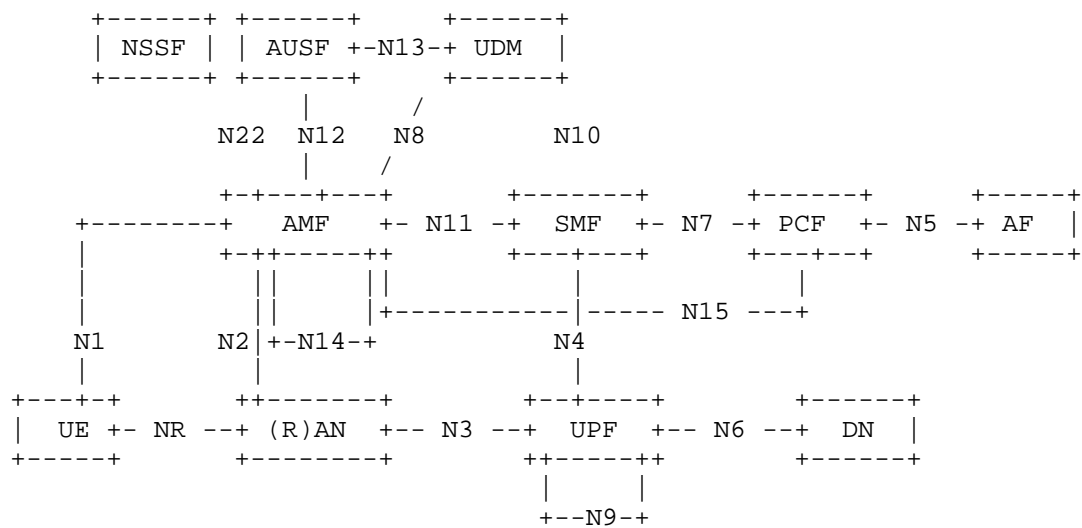 NSSF AUSF N13 UDM
N22 N12 N8 N10
AMF N11 SMF N7 PCF N5 AF
N15
N1 N2 N14 N4
UE NR (R)AN N3 UPF N6 DN
N9